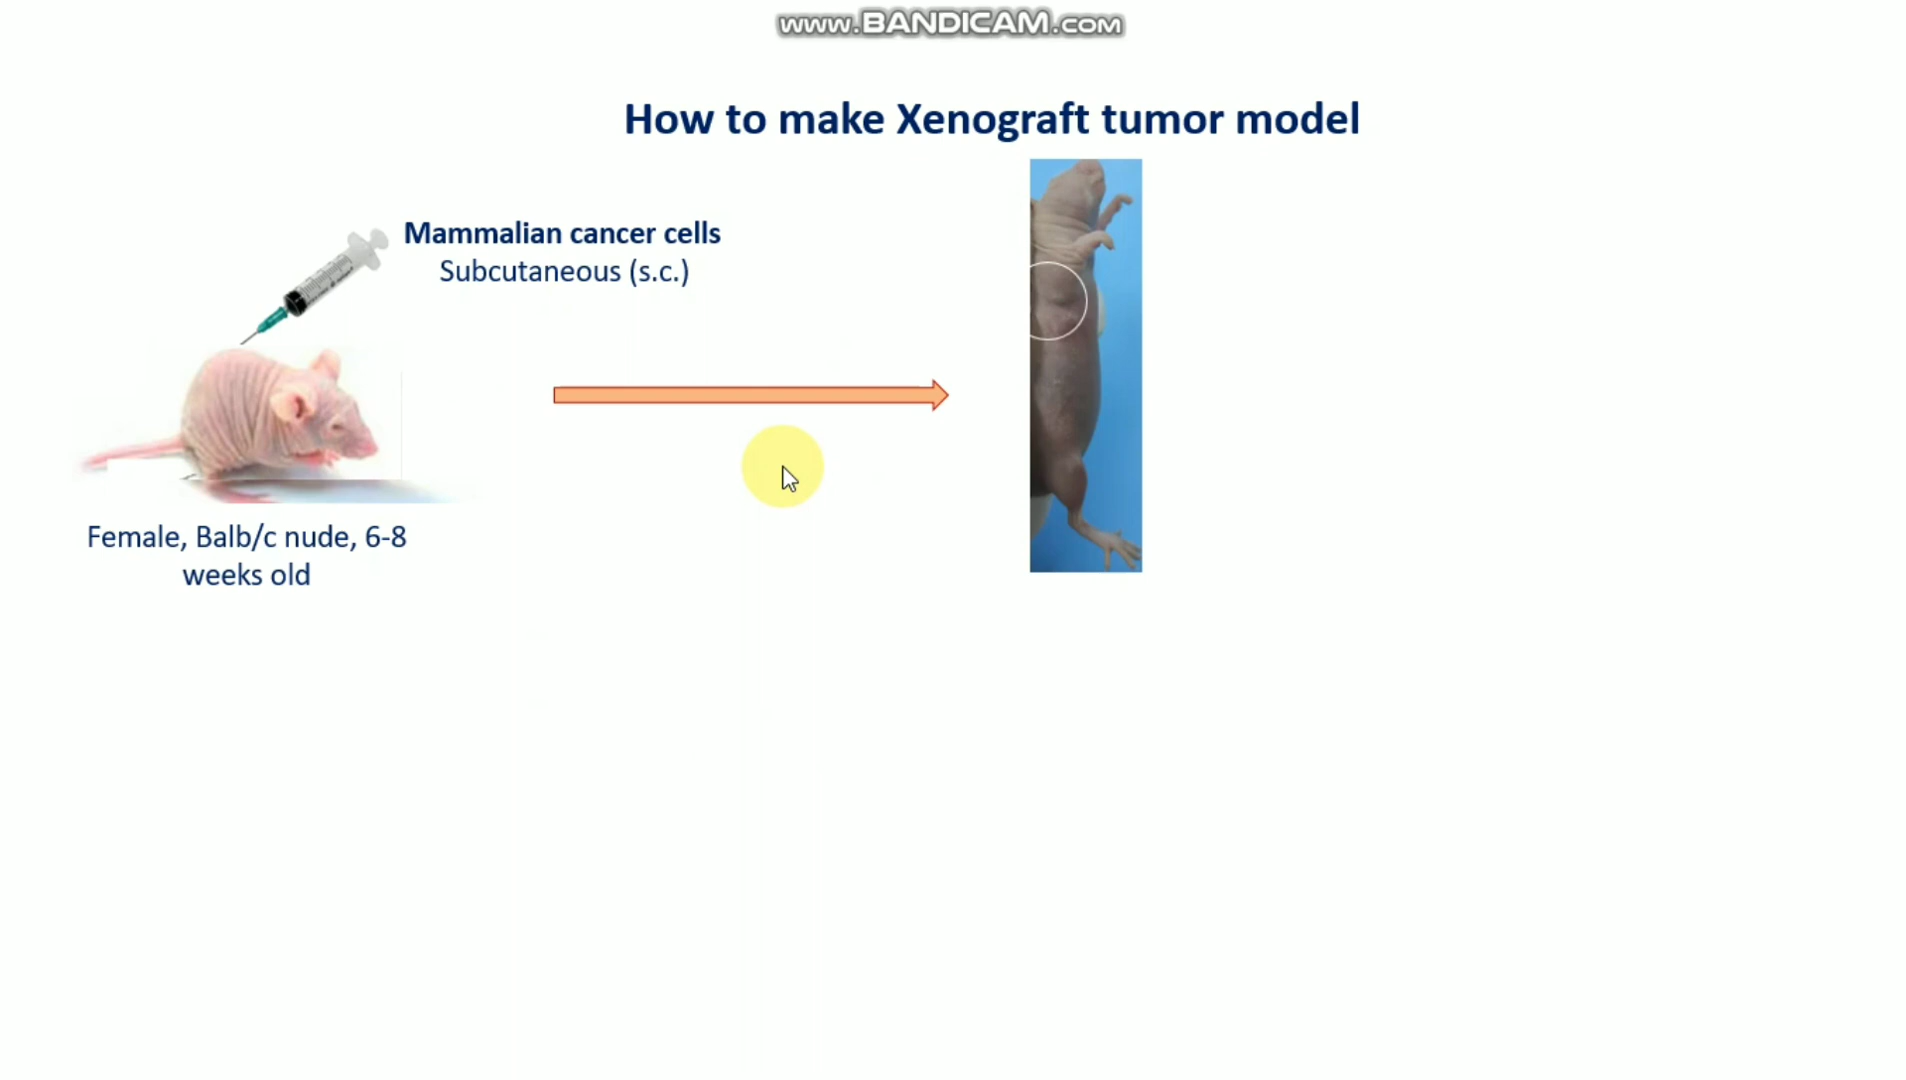 www.BANDICAM.com
How to make Xenograft tumor model
Mammalian cancer cells
Subcutaneous (s.c.)
Female, Balb/c nude, 6-8
weeks old